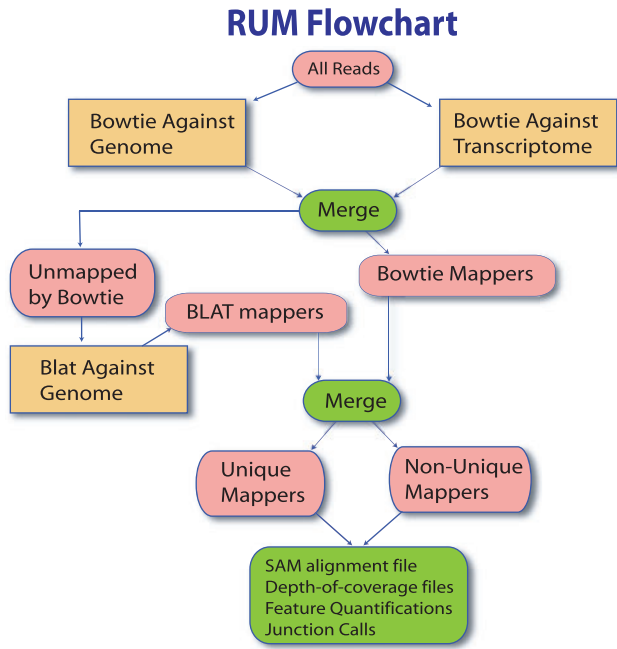 RUM Flowchart
All Reads
Bowtie Against
Genome
Bowtie Against
Transcriptome
Merge
Unmapped
by Bowtie
Bowtie Mappers
BLAT mappers
Blat Against
Genome
Merge
Unique
Mappers
Non-Unique
Mappers
SAM alignment file
Depth-of-coverage files
Feature Quantifications
Junction Calls